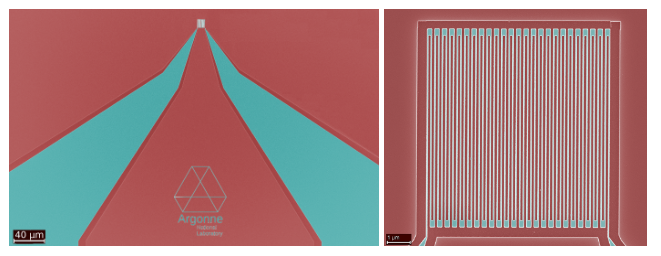 Argonne
National
Laboratory
40 µm
1 µm